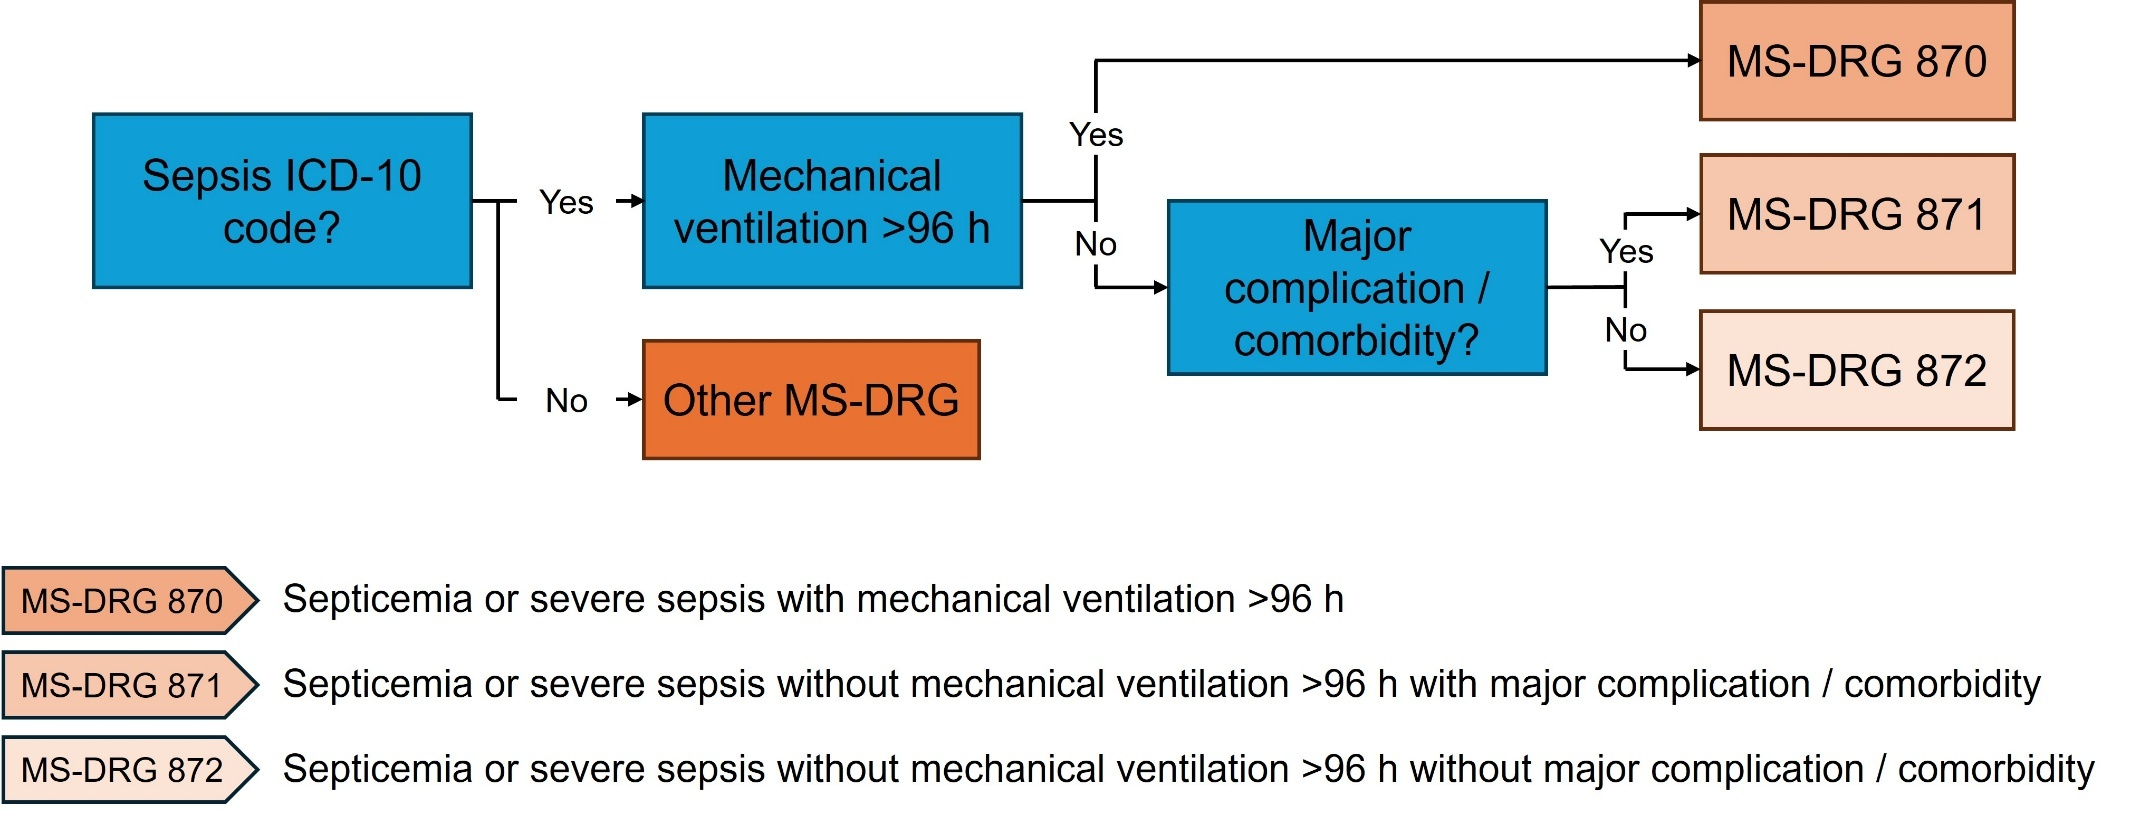 Sepsis ICD-10
code?
Yes
No
Mechanical
ventilation >96 h
Other MS-DRG
Yes
No
Major
complication /
comorbidity?
Yes
No
MS-DRG 870
MS-DRG 871
MS-DRG 872
MS-DRG 870 Septicemia or severe sepsis with mechanical ventilation >96 h
MS-DRG 871 Septicemia or severe sepsis without mechanical ventilation >96 h with major complication / comorbidity
MS-DRG 872 Septicemia or severe sepsis without mechanical ventilation >96 h without major complication / comorbidity